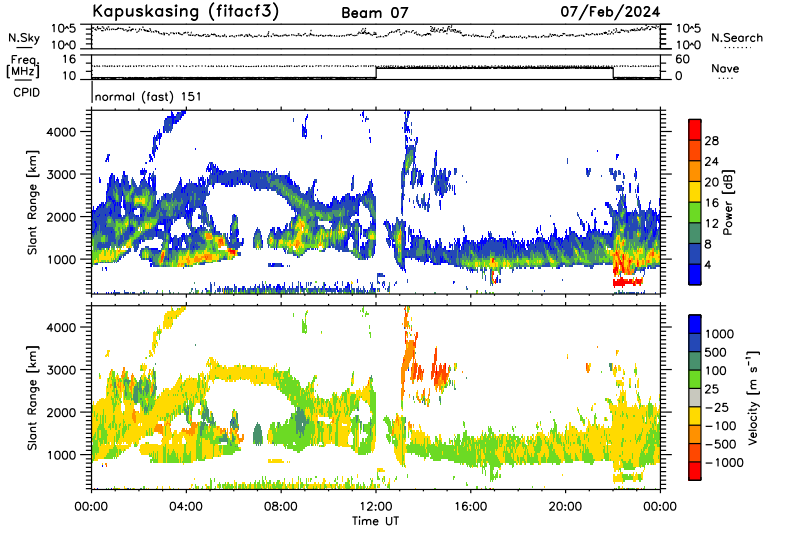 Kapuskasing (fitacf3) Beam 07 07/Feb/2024
N.Sky 10^5 10^0 10^5 10^0 N.Search
Freq. [MHz] 16 10 60 0 Nave
CPID normal (fast) 151
Slant Range [km] 4000 3000 2000 1000
28 24 20 16 12 8 4 Power [dB]
Slant Range [km] 4000 3000 2000 1000
1000 500 100 25 −25 −100 −500 −1000 Velocity [m s⁻¹]
00:00 04:00 08:00 12:00 16:00 20:00 00:00
Time UT